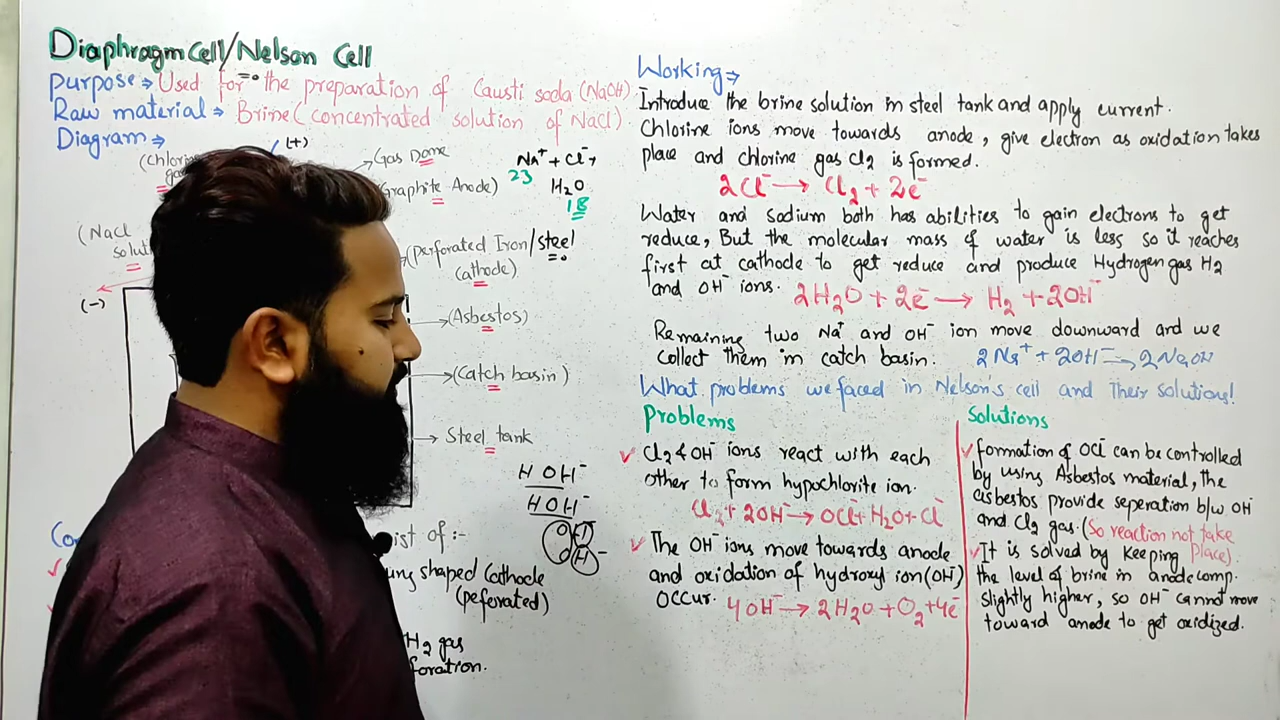 Diaphragm Cell/Nelson Cell
Purpose → Used for the preparation of Causti soda (NaOH)
Raw material → Brine (concentrated solution of NaCl)
Diagram →
(+)
(Chlorine
gas
Gas Dome
Graphite Anode)
Na⁺ + Cl⁻ +
23
H₂O
18
(Nacl
solut
(-)
(Perforated Iron/steel
cathode)
(Asbestos)
(Catch basin)
Steel tank
H OH⁻
H OH⁻
ist of :-
shaped Cathode
(peferated)
H₂ gas
foration.
Working →
Introduce the brine solution in steel tank and apply current.
Chlorine ions move towards anode, give electron as oxidation takes
place and chlorine gas Cl₂ is formed.
2Cl⁻ → Cl₂ + 2e⁻
Water and sodium both has abilities to gain electrons to get
reduce, But the molecular mass of water is less so it reaches
first at cathode to get reduce and produce Hydrogen gas H₂
and OH⁻ ions. 2H₂O + 2e⁻ → H₂ + 2OH⁻
Remaining two Na⁺ and OH⁻ ion move downward and we
collect them in catch basin. 2Na⁺ + 2OH⁻ → 2NaOH
What problems we faced in Nelson's cell and Their solutions!
Problems
Cl₂ & OH⁻ ions react with each
other to form hypochlorite ion.
Cl₂ + 2OH⁻ → OCl⁻ + H₂O + Cl⁻
The OH⁻ ions move towards anode
and oxidation of hydroxyl ion (OH⁻)
occur. 4OH⁻ → 2H₂O + O₂ + 4e⁻
Solutions
formation of OCl⁻ can be controlled
by using Asbestos material, the
asbestos provide seperation b/w OH⁻
and Cl₂ gas. (So reaction not take
place)
It is solved by keeping
the level of brine in anode comp.
slightly higher, so OH⁻ cannot move
toward anode to get oxidized.